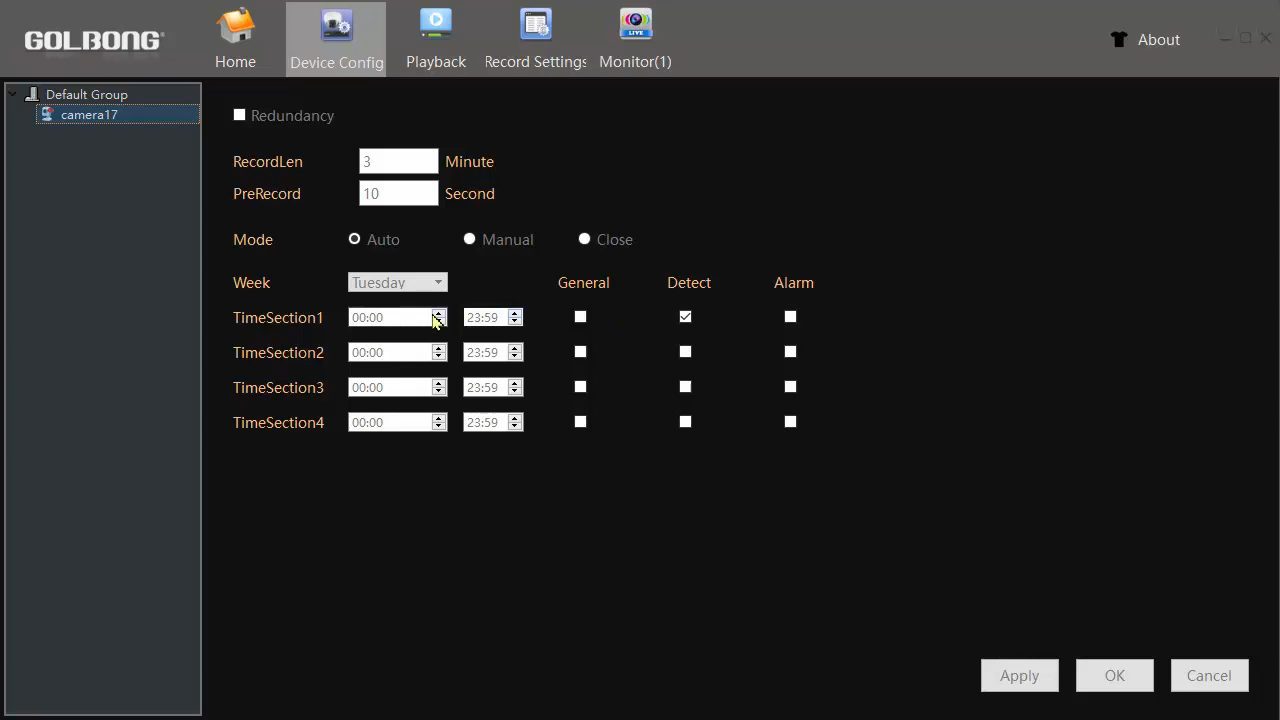 GOLBONG
Home
Device Config
Playback
Record Settings
Monitor(1)
LIVE
About
Default Group
camera17
Redundancy
RecordLen 3 Minute
PreRecord 10 Second
Mode Auto Manual Close
Week Tuesday General Detect Alarm
TimeSection1 00:00 23:59
TimeSection2 00:00 23:59
TimeSection3 00:00 23:59
TimeSection4 00:00 23:59
Apply OK Cancel